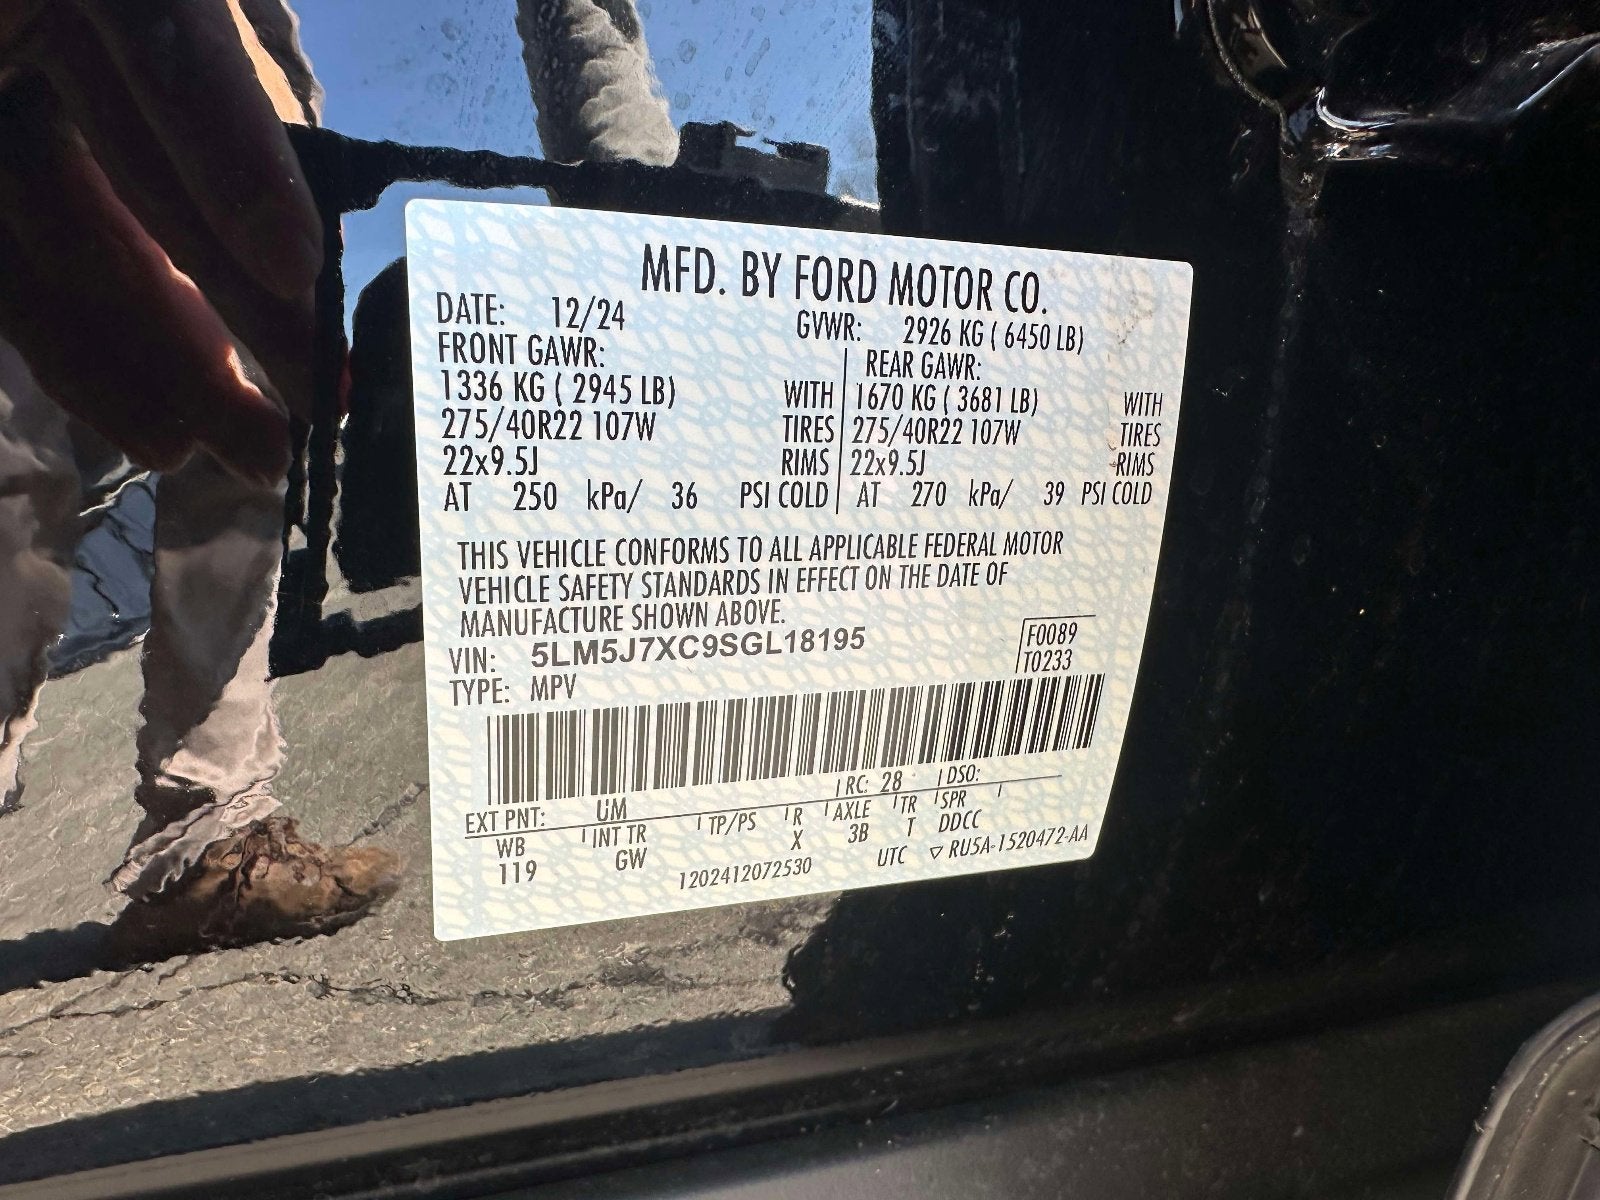 MFD. BY FORD MOTOR CO.
DATE: 12/24 GVWR: 2926 KG ( 6450 LB)
FRONT GAWR: REAR GAWR:
1336 KG ( 2945 LB) WITH 1670 KG ( 3681 LB) WITH
275/40R22 107W TIRES 275/40R22 107W TIRES
22x9.5J RIMS 22x9.5J RIMS
AT 250 kPa/ 36 PSI COLD AT 270 kPa/ 39 PSI COLD
THIS VEHICLE CONFORMS TO ALL APPLICABLE FEDERAL MOTOR
VEHICLE SAFETY STANDARDS IN EFFECT ON THE DATE OF
MANUFACTURE SHOWN ABOVE.
VIN: 5LM5J7XC9SGL18195 F0089
TYPE: MPV T0233
EXT PNT: UM RC: 28 DSO:
WB INT TR TP/PS R AXLE TR SPR
119 GW X 3B T DDCC
1202412072530 UTC ▽ RU5A-1520472-AA